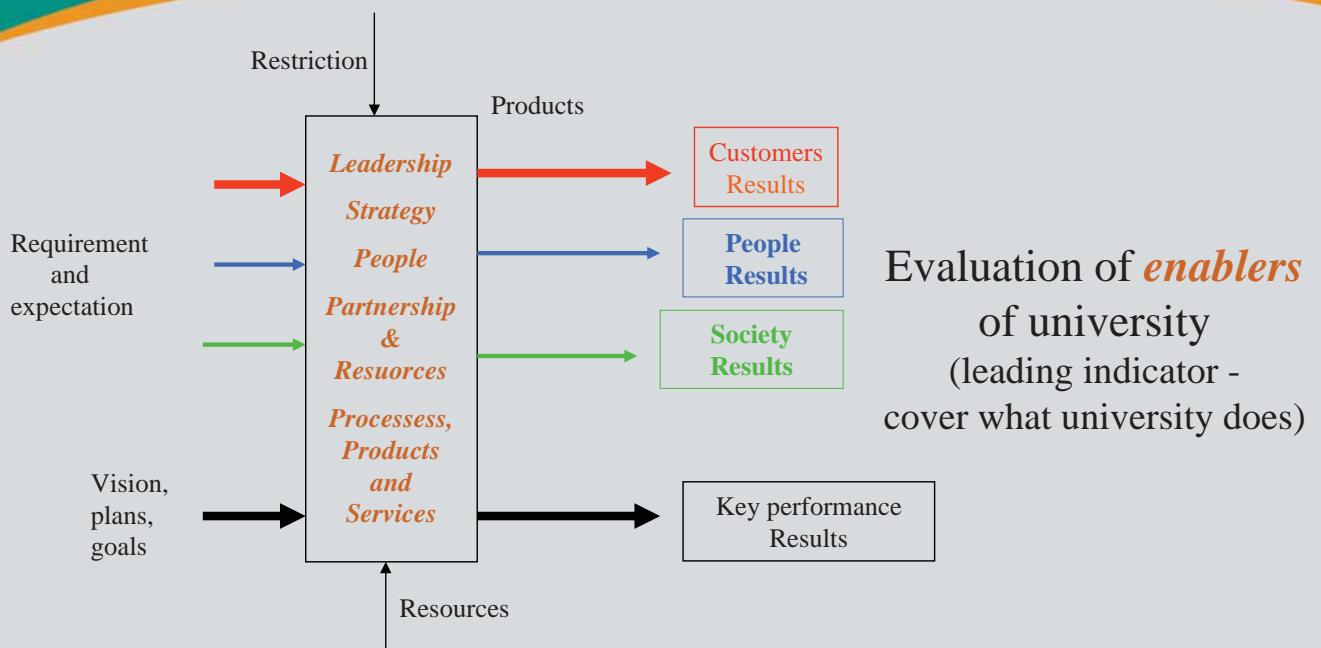 Restriction
Products
Requirement
and
expectation
Vision,
plans,
goals
Leadership
Strategy
People
Partnership
&
Resuorces
Processess,
Products
and
Services
Resources
Customers
Results
People
Results
Society
Results
Key performance
Results
Evaluation of enablers
of university
(leading indicator -
cover what university does)